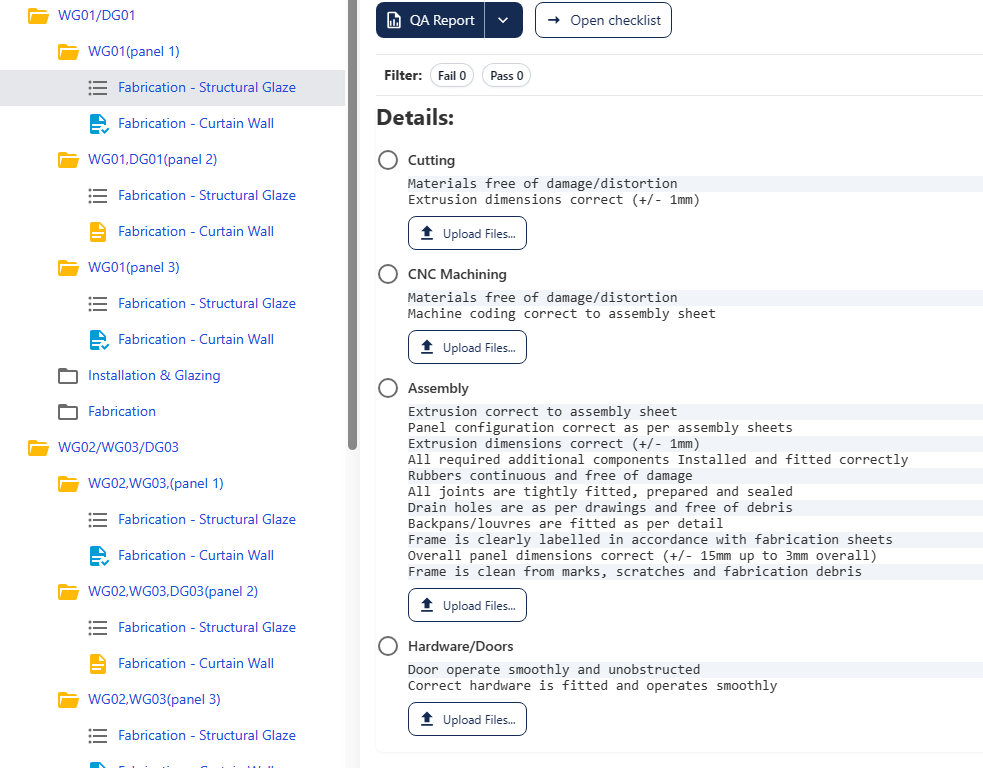 WG01/DG01
WG01(panel 1)
Fabrication - Structural Glaze
Fabrication - Curtain Wall
WG01,DG01(panel 2)
Fabrication - Structural Glaze
Fabrication - Curtain Wall
WG01(panel 3)
Fabrication - Structural Glaze
Fabrication - Curtain Wall
Installation & Glazing
Fabrication
WG02/WG03/DG03
WG02,WG03,(panel 1)
Fabrication - Structural Glaze
Fabrication - Curtain Wall
WG02,WG03,DG03(panel 2)
Fabrication - Structural Glaze
Fabrication - Curtain Wall
WG02,WG03(panel 3)
Fabrication - Structural Glaze
Fabrication - Curtain Wall
QA Report
Open checklist
Filter: Fail 0 Pass 0
Details:
Cutting
Materials free of damage/distortion
Extrusion dimensions correct (+/- 1mm)
Upload Files...
CNC Machining
Materials free of damage/distortion
Machine coding correct to assembly sheet
Upload Files...
Assembly
Extrusion correct to assembly sheet
Panel configuration correct as per assembly sheets
Extrusion dimensions correct (+/- 1mm)
All required additional components Installed and fitted correctly
Rubbers continuous and free of damage
All joints are tightly fitted, prepared and sealed
Drain holes are as per drawings and free of debris
Backpans/louvres are fitted as per detail
Frame is clearly labelled in accordance with fabrication sheets
Overall panel dimensions correct (+/- 15mm up to 3mm overall)
Frame is clean from marks, scratches and fabrication debris
Upload Files...
Hardware/Doors
Door operate smoothly and unobstructed
Correct hardware is fitted and operates smoothly
Upload Files...